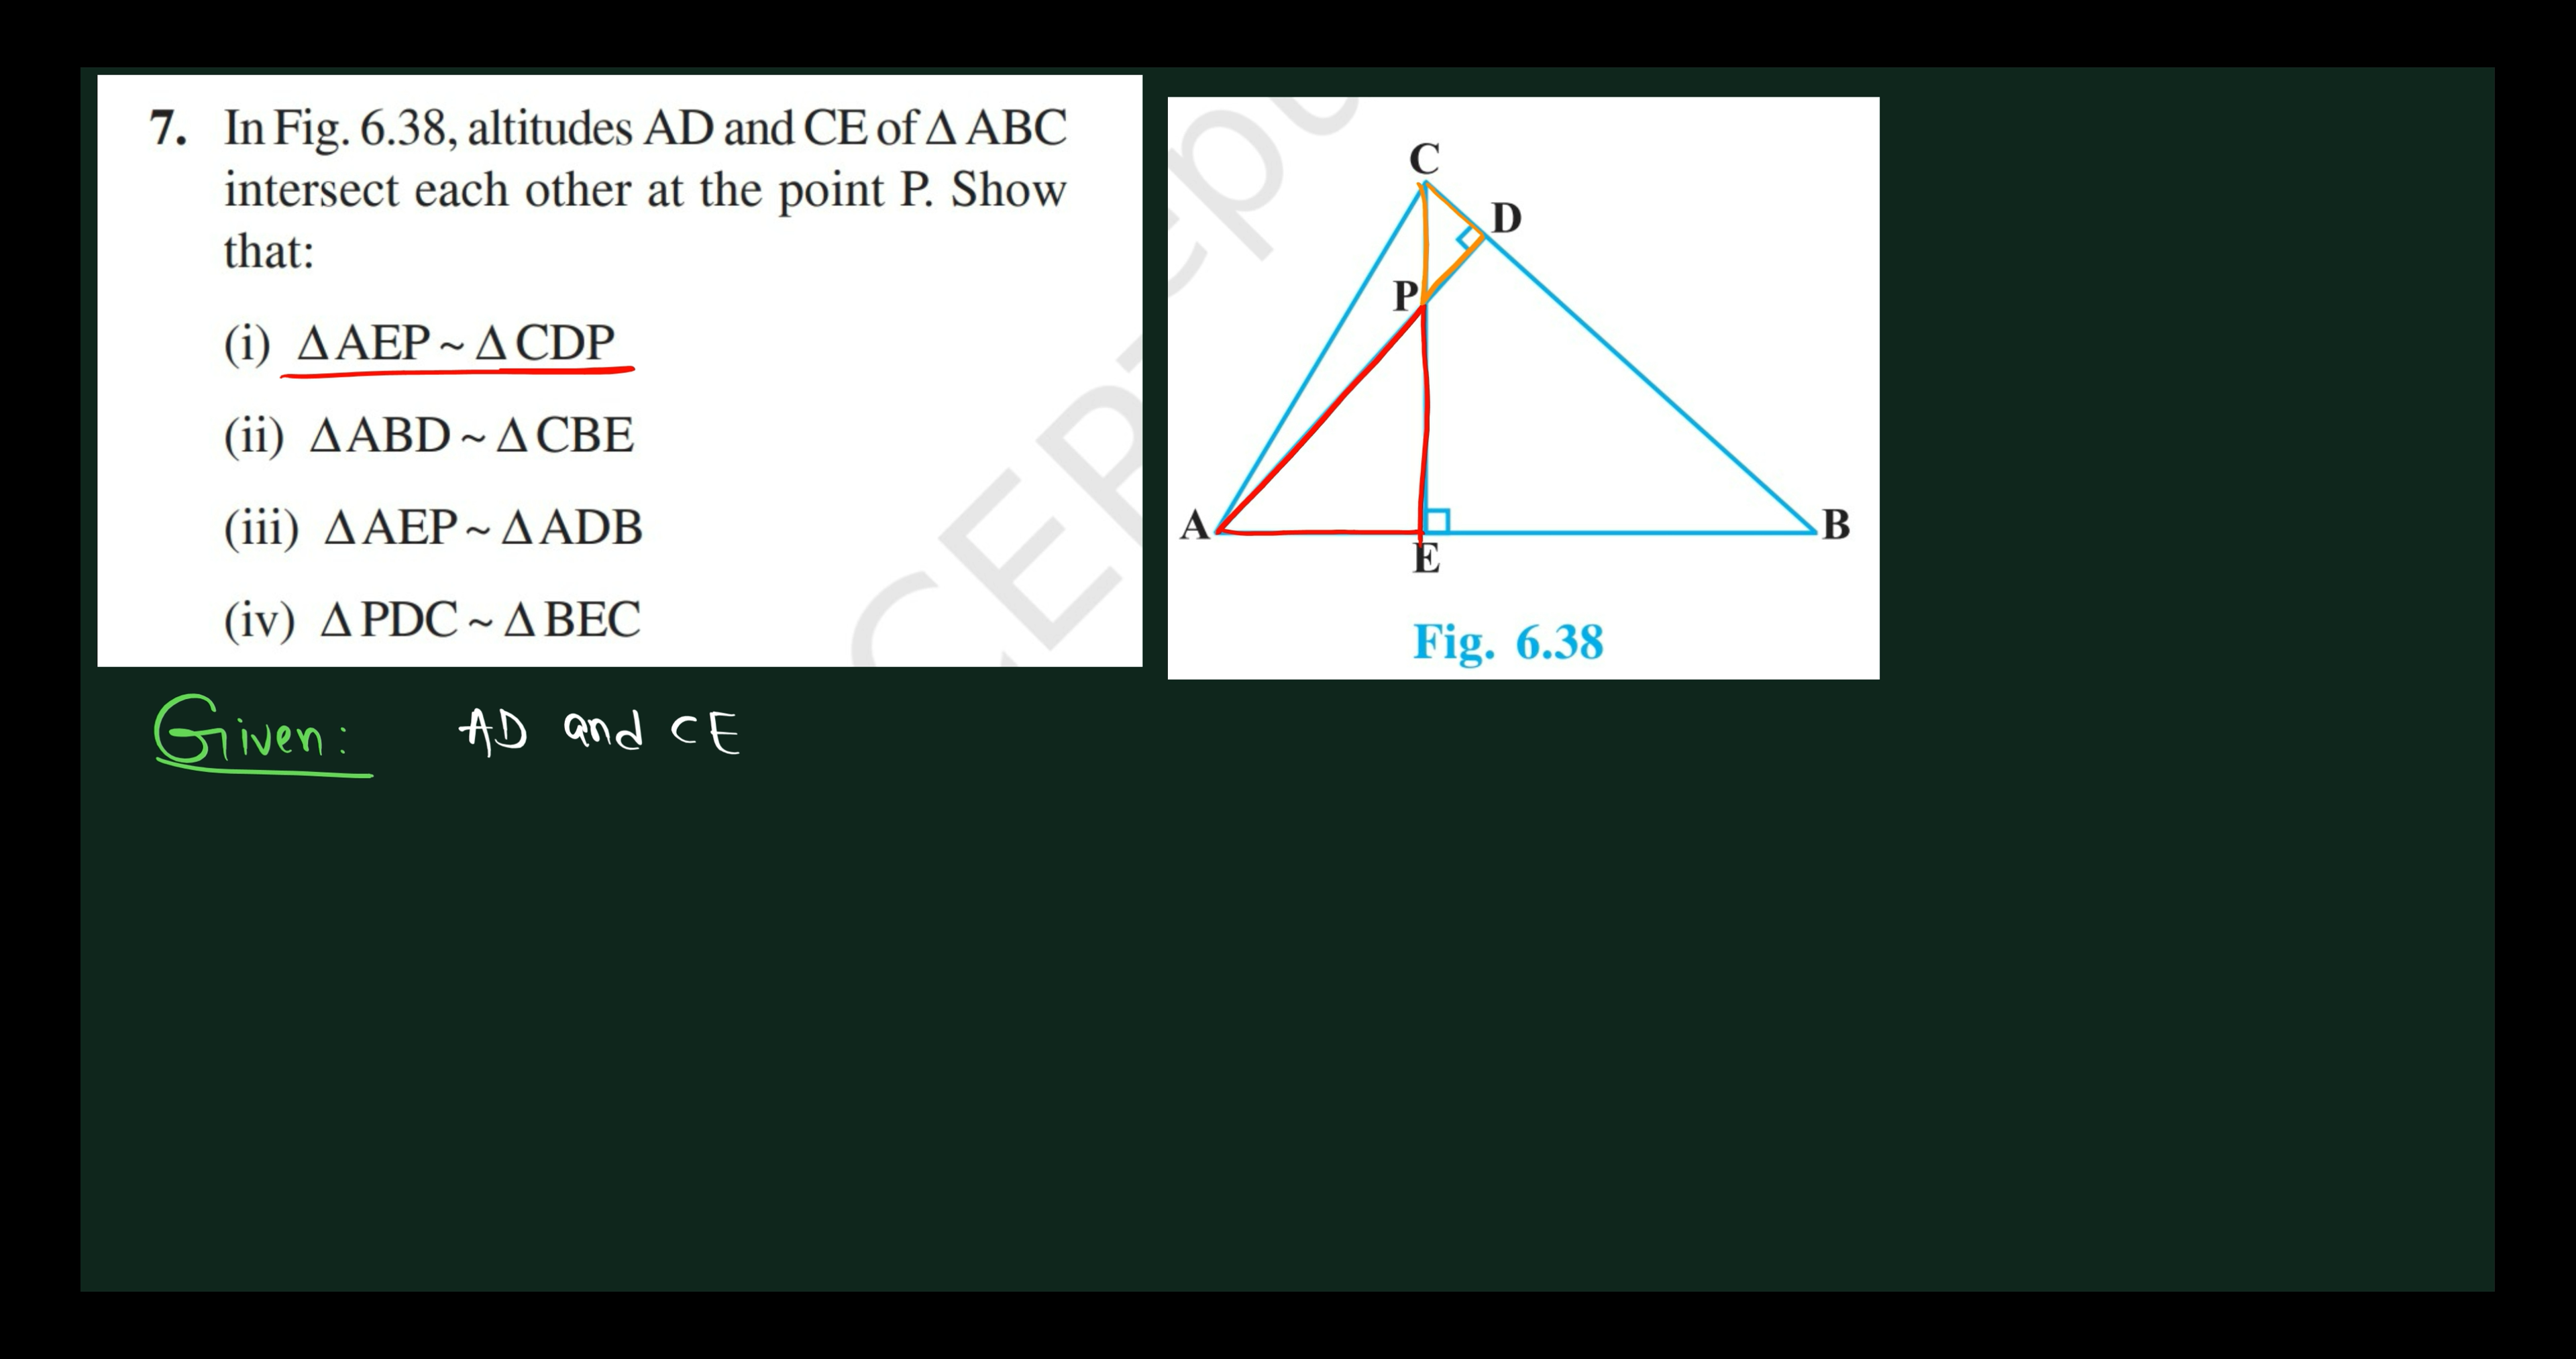 7. In Fig. 6.38, altitudes AD and CE of Δ ABC
intersect each other at the point P. Show
that:
(i) Δ AEP ~ Δ CDP
(ii) Δ ABD ~ Δ CBE
(iii) Δ AEP ~ Δ ADB
(iv) Δ PDC ~ Δ BEC
C
D
P
A
B
E
Fig. 6.38
Given: AD and CE